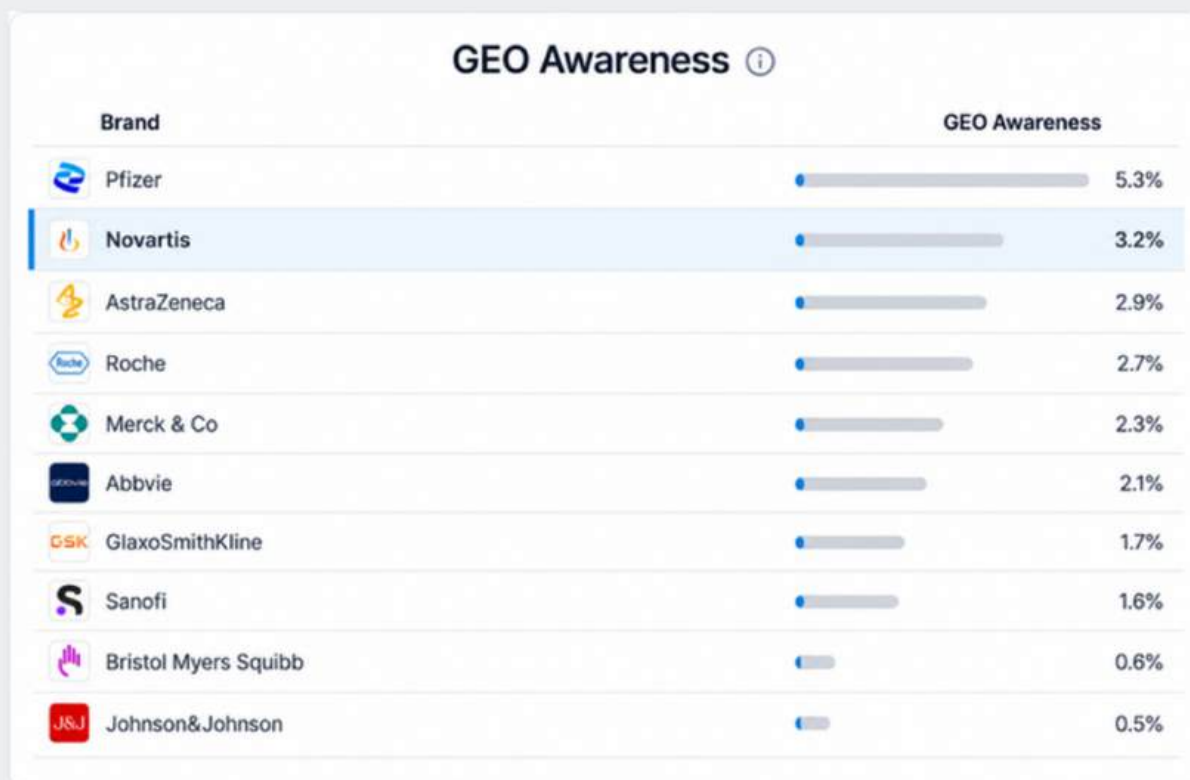 GEO Awareness
Brand GEO Awareness
Pfizer 5.3%
Novartis 3.2%
AstraZeneca 2.9%
Roche Roche 2.7%
Merck & Co 2.3%
abbvie Abbvie 2.1%
GSK GlaxoSmithKline 1.7%
S Sanofi 1.6%
Bristol Myers Squibb 0.6%
J&J Johnson&Johnson 0.5%